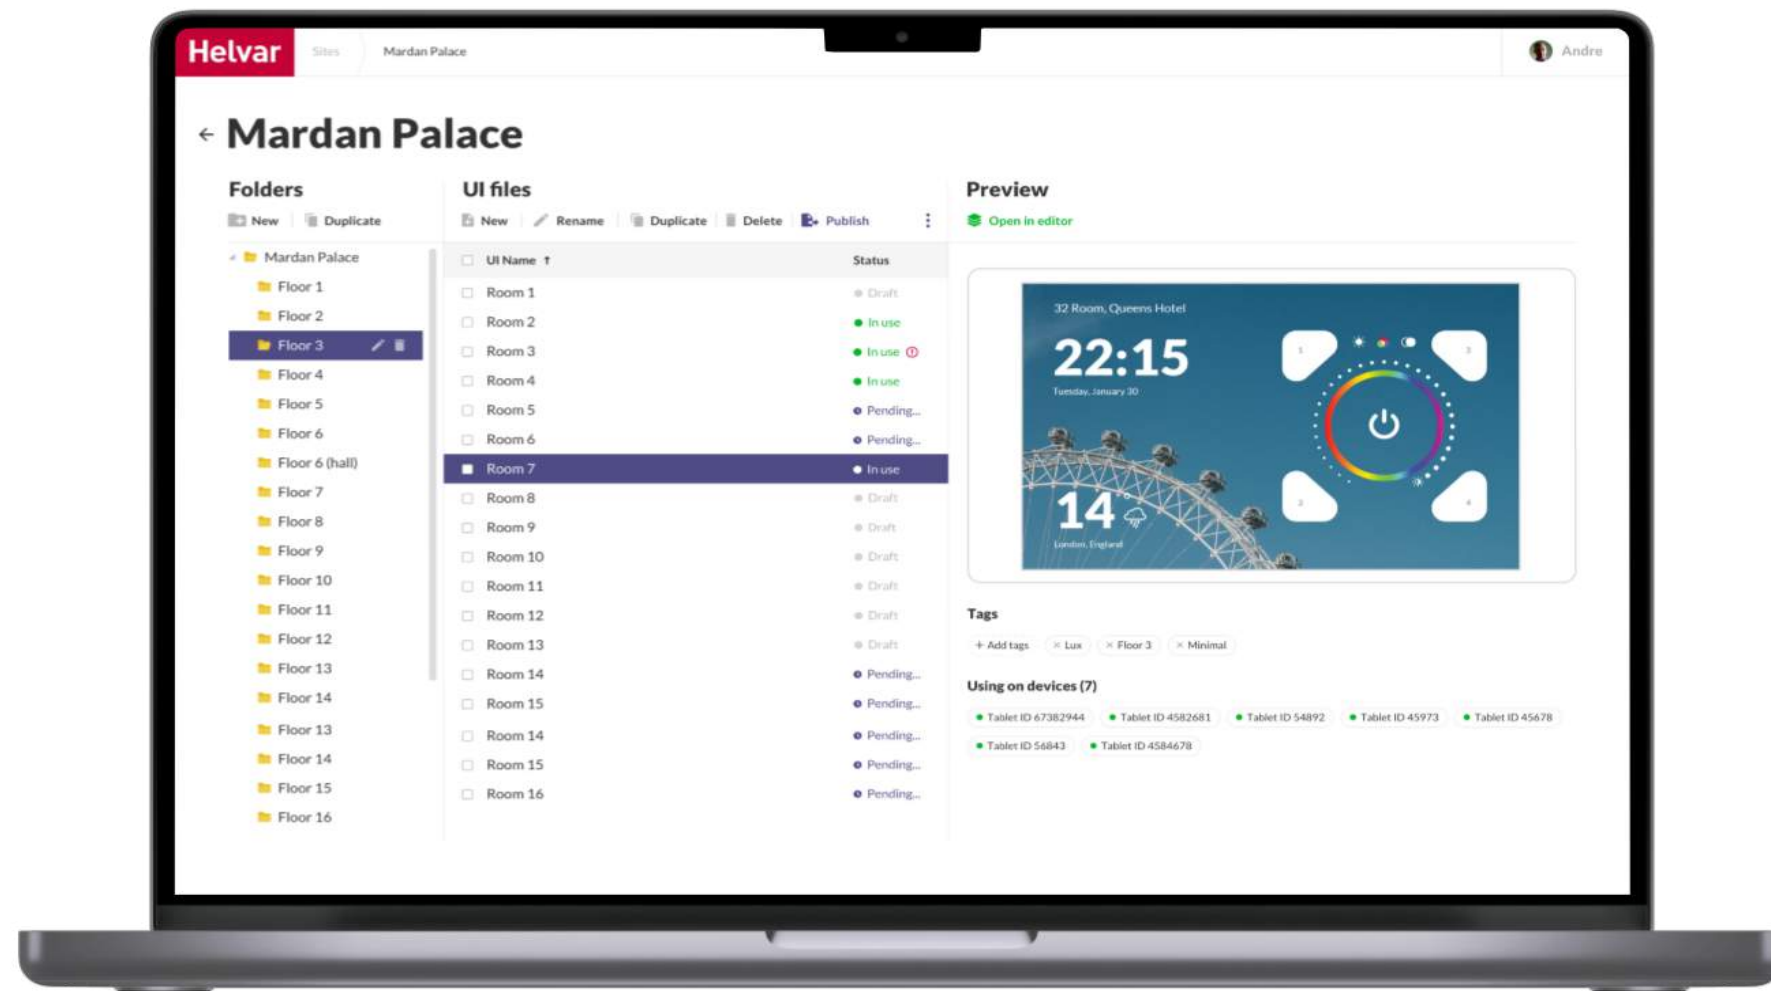 Helvar Sites Mardan Palace Andre
← Mardan Palace
Folders
New Duplicate
Mardan Palace
Floor 1
Floor 2
Floor 3
Floor 4
Floor 5
Floor 6
Floor 6 (hall)
Floor 7
Floor 8
Floor 9
Floor 10
Floor 11
Floor 12
Floor 13
Floor 14
Floor 13
Floor 14
Floor 15
Floor 16
UI files
New Rename Duplicate Delete Publish
UI Name ↑ Status
Room 1 Draft
Room 2 In use
Room 3 In use
Room 4 In use
Room 5 Pending...
Room 6 Pending...
Room 7 In use
Room 8 Draft
Room 9 Draft
Room 10 Draft
Room 11 Draft
Room 12 Draft
Room 13 Draft
Room 14 Pending...
Room 15 Pending...
Room 14 Pending...
Room 15 Pending...
Room 16 Pending...
Preview
Open in editor
32 Room, Queens Hotel
22:15
Tuesday, January 30
14°
London, England
1 3
2 4
Tags
+ Add tags × Lux × Floor 3 × Minimal
Using on devices (7)
Tablet ID 67382944 Tablet ID 4582681 Tablet ID 54892 Tablet ID 45973 Tablet ID 45678
Tablet ID 56843 Tablet ID 4584678